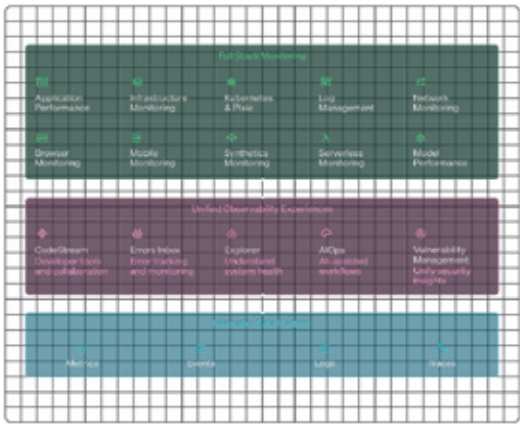 Full-Stack Monitoring
Application Infrastructure Kubernetes Log Network
Performance Monitoring & Pixie Management Monitoring
Browser Mobile Synthetics Serverless Model
Monitoring Monitoring Monitoring Monitoring Performance
Unified Observability Experiences
CodeStream Errors Inbox Explorer AIOps Vulnerability
Developer tools Error tracking Understand AI-assisted Management
and collaboration and monitoring system health workflows Unify security
insights
Metrics Events Logs Traces